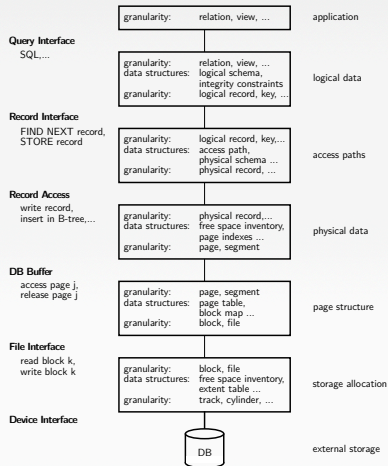 granularity: relation, view, ... application
Query Interface
SQL,...
granularity: relation, view, ...
data structures: logical schema, logical data
integrity constraints
granularity: logical record, key, ...
Record Interface
FIND NEXT record,
STORE record
granularity: logical record, key,...
data structures: access path, access paths
physical schema ...
granularity: physical record, ...
Record Access
write record,
insert in B-tree,...
granularity: physical record,...
data structures: free space inventory, physical data
page indexes ...
granularity: page, segment
DB Buffer
access page j,
release page j
granularity: page, segment
data structures: page table, page structure
block map ...
granularity: block, file
File Interface
read block k,
write block k
granularity: block, file
data structures: free space inventory, storage allocation
extent table ...
granularity: track, cylinder, ...
Device Interface
DB external storage